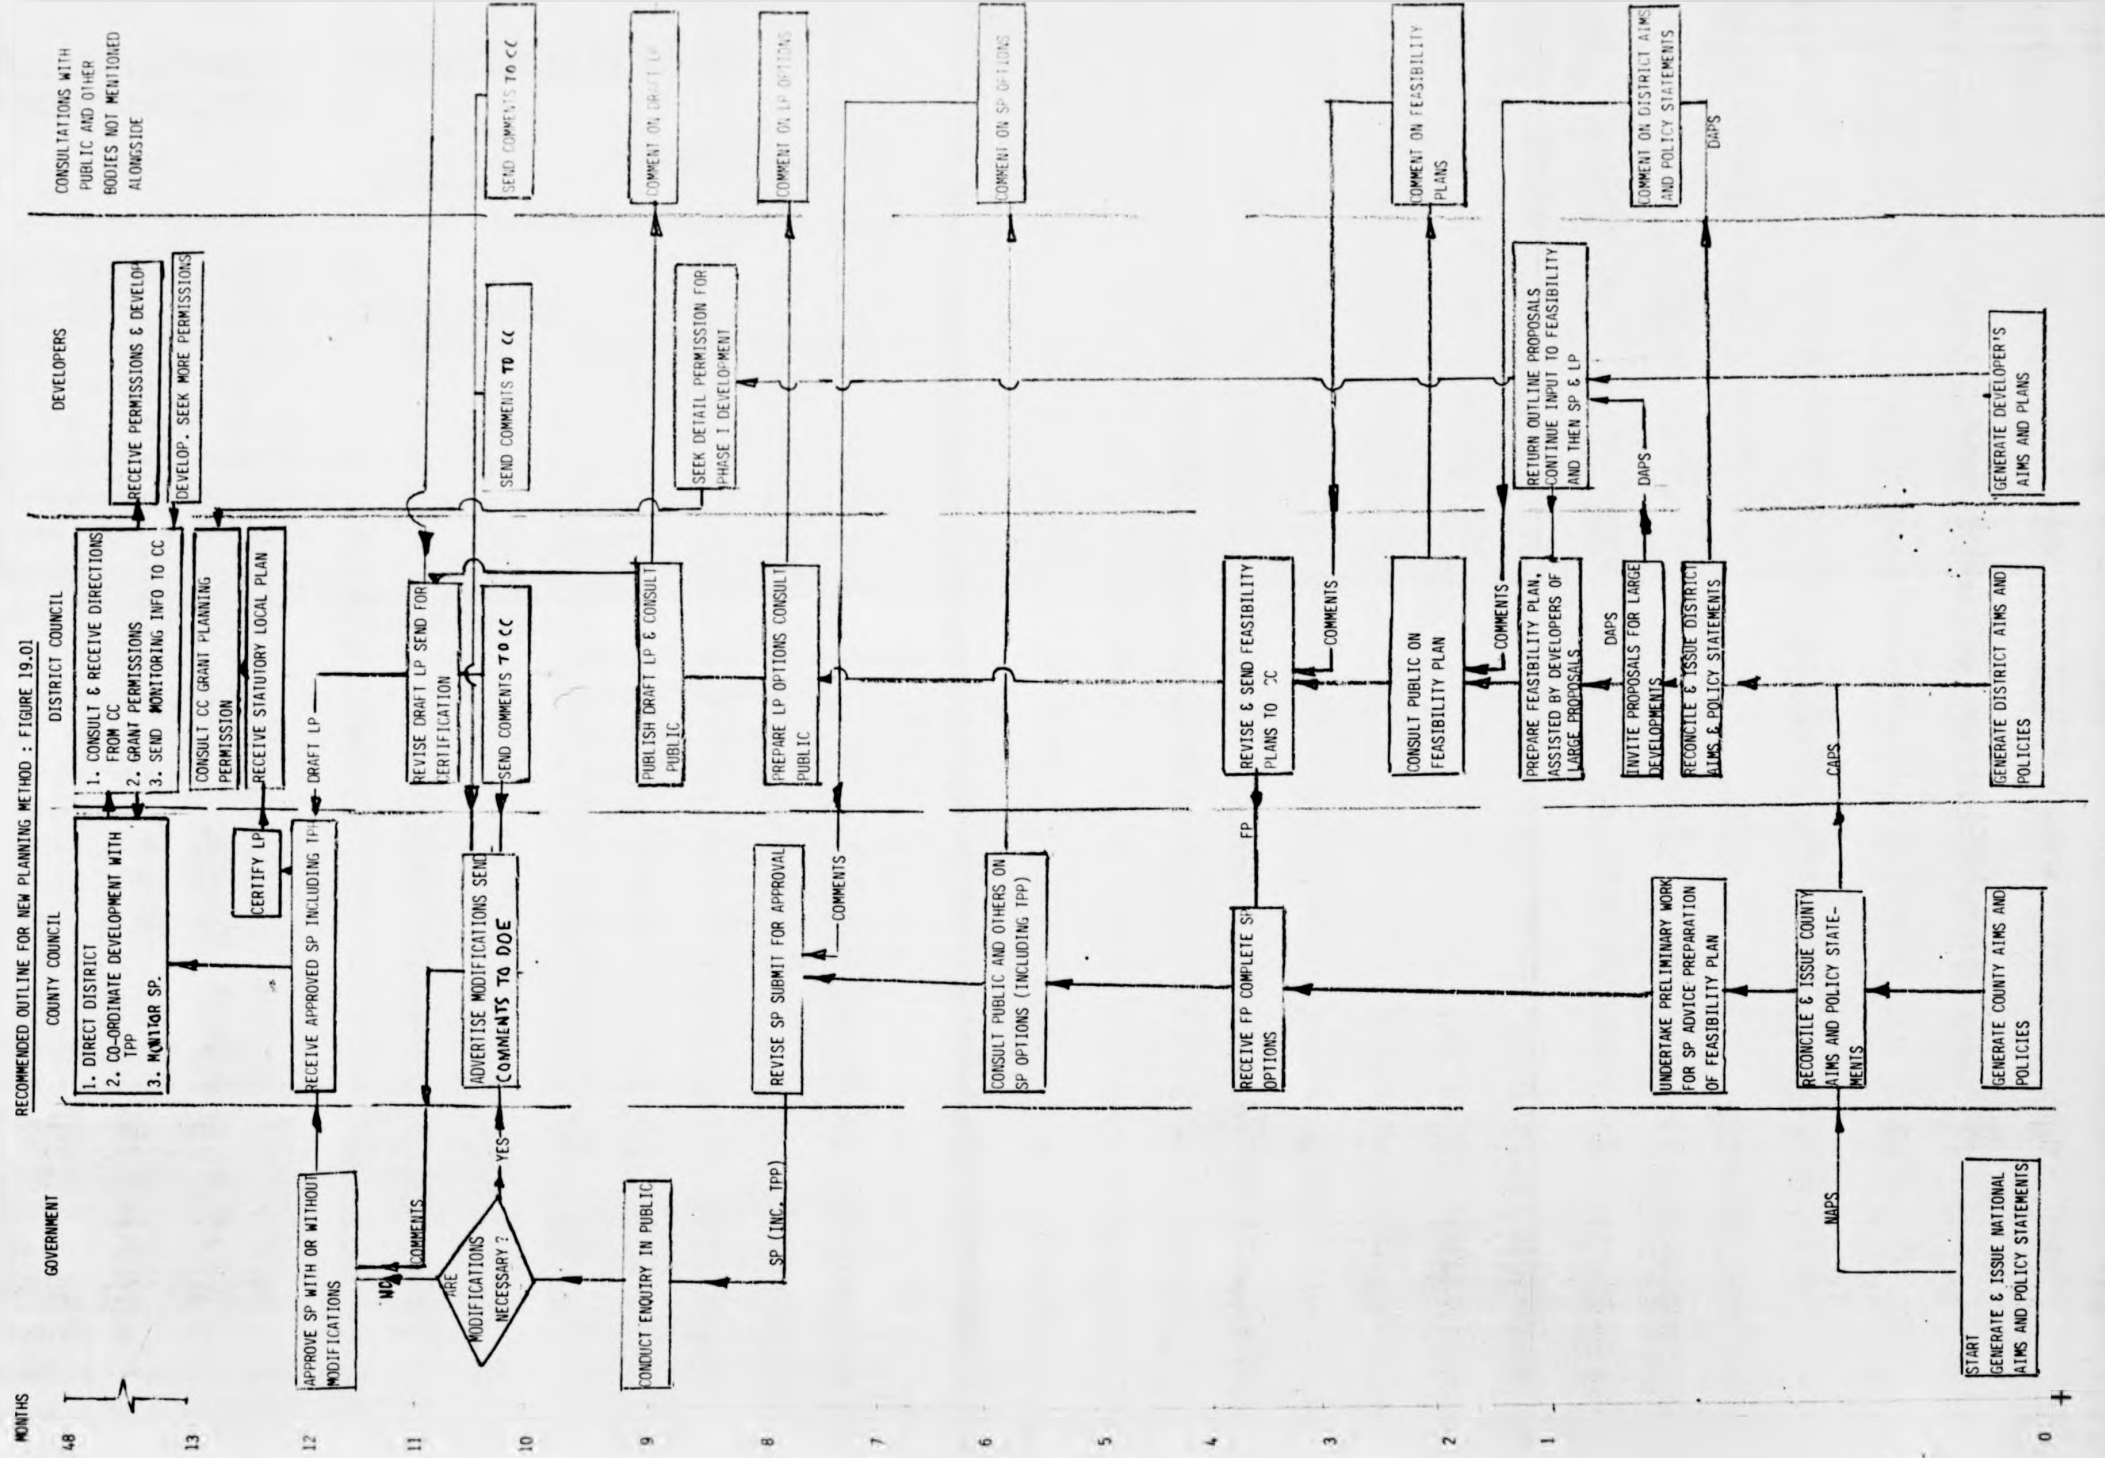 RECOMMENDED OUTLINE FOR NEW PLANNING METHOD : FIGURE 19.01
MONTHS
GOVERNMENT
COUNTY COUNCIL
DISTRICT COUNCIL
DEVELOPERS
CONSULTATIONS WITH
PUBLIC AND OTHER
BODIES NOT MENTIONED
ALONGSIDE
48
1. DIRECT DISTRICT
2. CO-ORDINATE DEVELOPMENT WITH
TPP
3. MONITOR SP.
1. CONSULT & RECEIVE DIRECTIONS
FROM CC
2. GRANT PERMISSIONS
3. SEND MONITORING INFO TO CC
RECEIVE PERMISSIONS & DEVELOP
DEVELOP. SEEK MORE PERMISSIONS
13
CONSULT CC GRANT PLANNING
PERMISSION
CERTIFY LP
RECEIVE STATUTORY LOCAL PLAN
12
APPROVE SP WITH OR WITHOUT
MODIFICATIONS
RECEIVE APPROVED SP INCLUDING TPP
DRAFT LP
11
NO
COMMENTS
REVISE DRAFT LP SEND FOR
CERTIFICATION
10
ARE
MODIFICATIONS
NECESSARY ?
YES
ADVERTISE MODIFICATIONS SEND
COMMENTS TO DOE
SEND COMMENTS TO CC
SEND COMMENTS TO CC
SEND COMMENTS TO CC
9
CONDUCT ENQUIRY IN PUBLIC
PUBLISH DRAFT LP & CONSULT
PUBLIC
SEEK DETAIL PERMISSION FOR
PHASE I DEVELOPMENT
COMMENT ON DRAFT LP
8
SP (INC. TPP)
REVISE SP SUBMIT FOR APPROVAL
PREPARE LP OPTIONS CONSULT
PUBLIC
COMMENT ON LP OPTIONS
COMMENTS
7
6
CONSULT PUBLIC AND OTHERS ON
SP OPTIONS (INCLUDING TPP)
COMMENT ON SP OPTIONS
5
4
RECEIVE FP COMPLETE SP
OPTIONS
FP
REVISE & SEND FEASIBILITY
PLANS TO CC
3
COMMENTS
2
CONSULT PUBLIC ON
FEASIBILITY PLAN
COMMENT ON FEASIBILITY
PLANS
COMMENTS
1
PREPARE FEASIBILITY PLAN,
ASSISTED BY DEVELOPERS OF
LARGE PROPOSALS
RETURN OUTLINE PROPOSALS
CONTINUE INPUT TO FEASIBILITY
AND THEN SP & LP
DAPS
INVITE PROPOSALS FOR LARGE
DEVELOPMENTS
DAPS
COMMENT ON DISTRICT AIMS
AND POLICY STATEMENTS
UNDERTAKE PRELIMINARY WORK
FOR SP ADVICE PREPARATION
OF FEASIBILITY PLAN
RECONCILE & ISSUE DISTRICT
AIMS & POLICY STATEMENTS
DAPS
NAPS
RECONCILE & ISSUE COUNTY
AIMS AND POLICY STATE-
MENTS
CAPS
START
GENERATE & ISSUE NATIONAL
AIMS AND POLICY STATEMENTS
GENERATE COUNTY AIMS AND
POLICIES
GENERATE DISTRICT AIMS AND
POLICIES
GENERATE DEVELOPER'S
AIMS AND PLANS
0